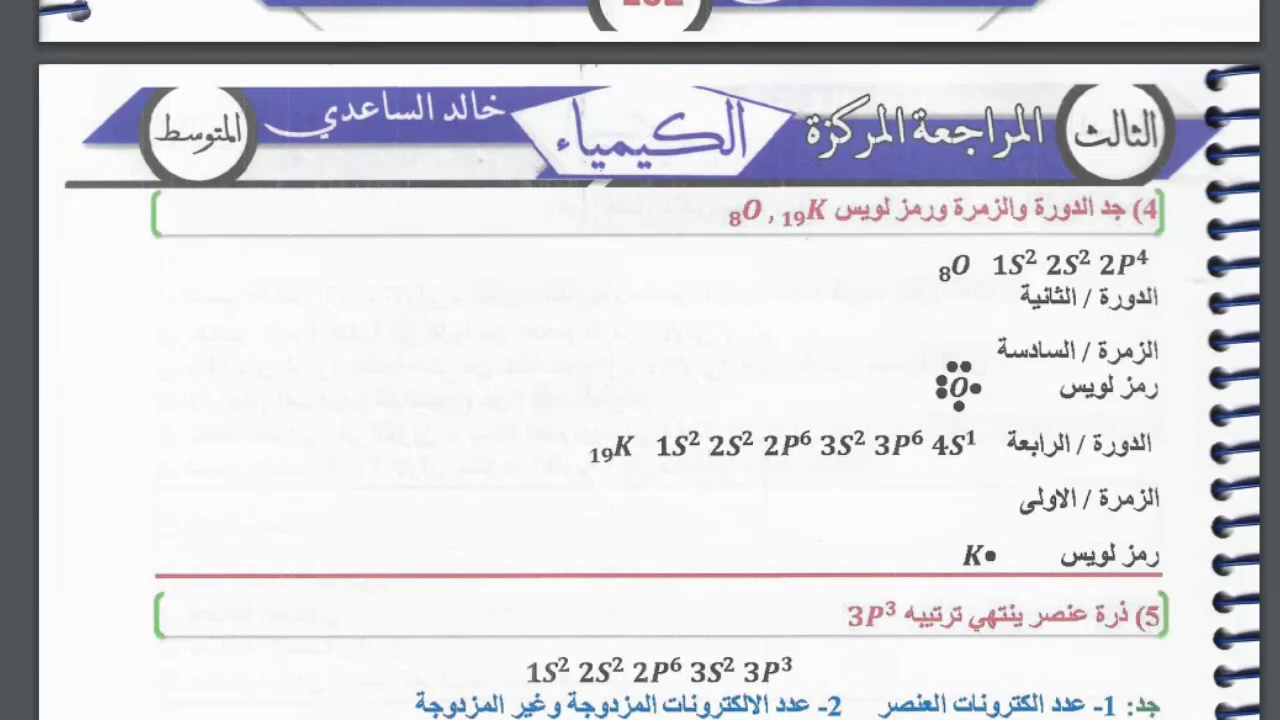 202
الثالث المراجعة المركزة الكيمياء خالد الساعدي المتوسط
4) جد الدورة والزمرة ورمز لويس ₈O , ₁₉K
₈O 1S² 2S² 2P⁴
الدورة / الثانية
الزمرة / السادسة
رمز لويس O
الدورة / الرابعة ₁₉K 1S² 2S² 2P⁶ 3S² 3P⁶ 4S¹
الزمرة / الاولى
رمز لويس K•
5) ذرة عنصر ينتهي ترتيبه 3P³
1S² 2S² 2P⁶ 3S² 3P³
جد: 1- عدد الكترونات العنصر 2- عدد الالكترونات المزدوجة وغير المزدوجة